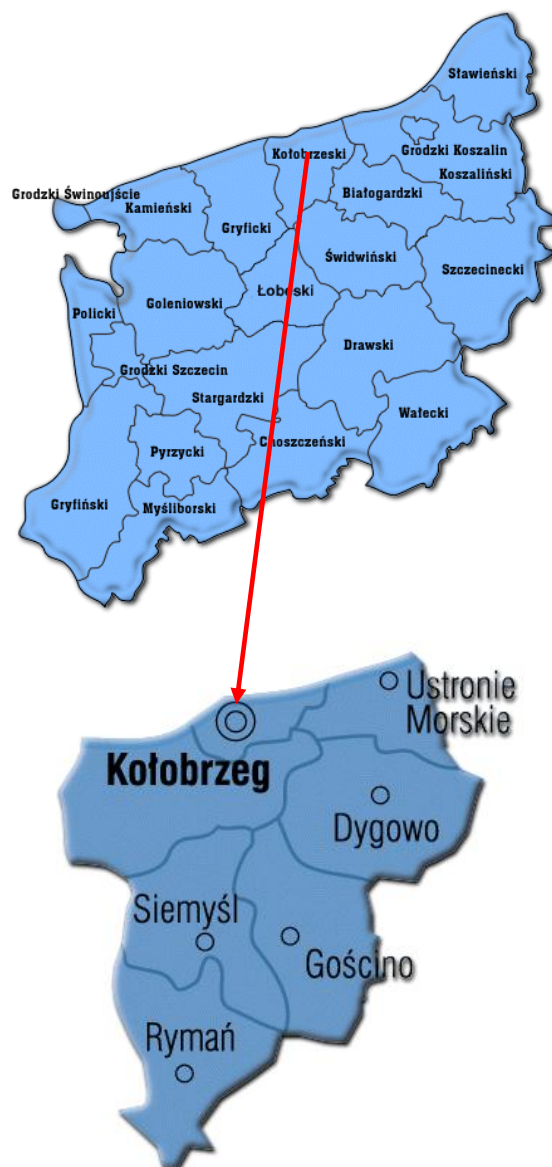 Sławieński
Kołobrzeski
Grodzki Koszalin
Koszaliński
Grodzki Świnoujście
Kamieński
Białogardzki
Gryficki
Świdwiński
Szczecinecki
Łobeski
Goleniowski
Policki
Drawski
Grodzki Szczecin
Stargardzki
Wałecki
Choszczeński
Pyrzycki
Gryfiński
Myśliborski
Ustronie
Morskie
Kołobrzeg
Dygowo
Siemyśl
Gościno
Rymań